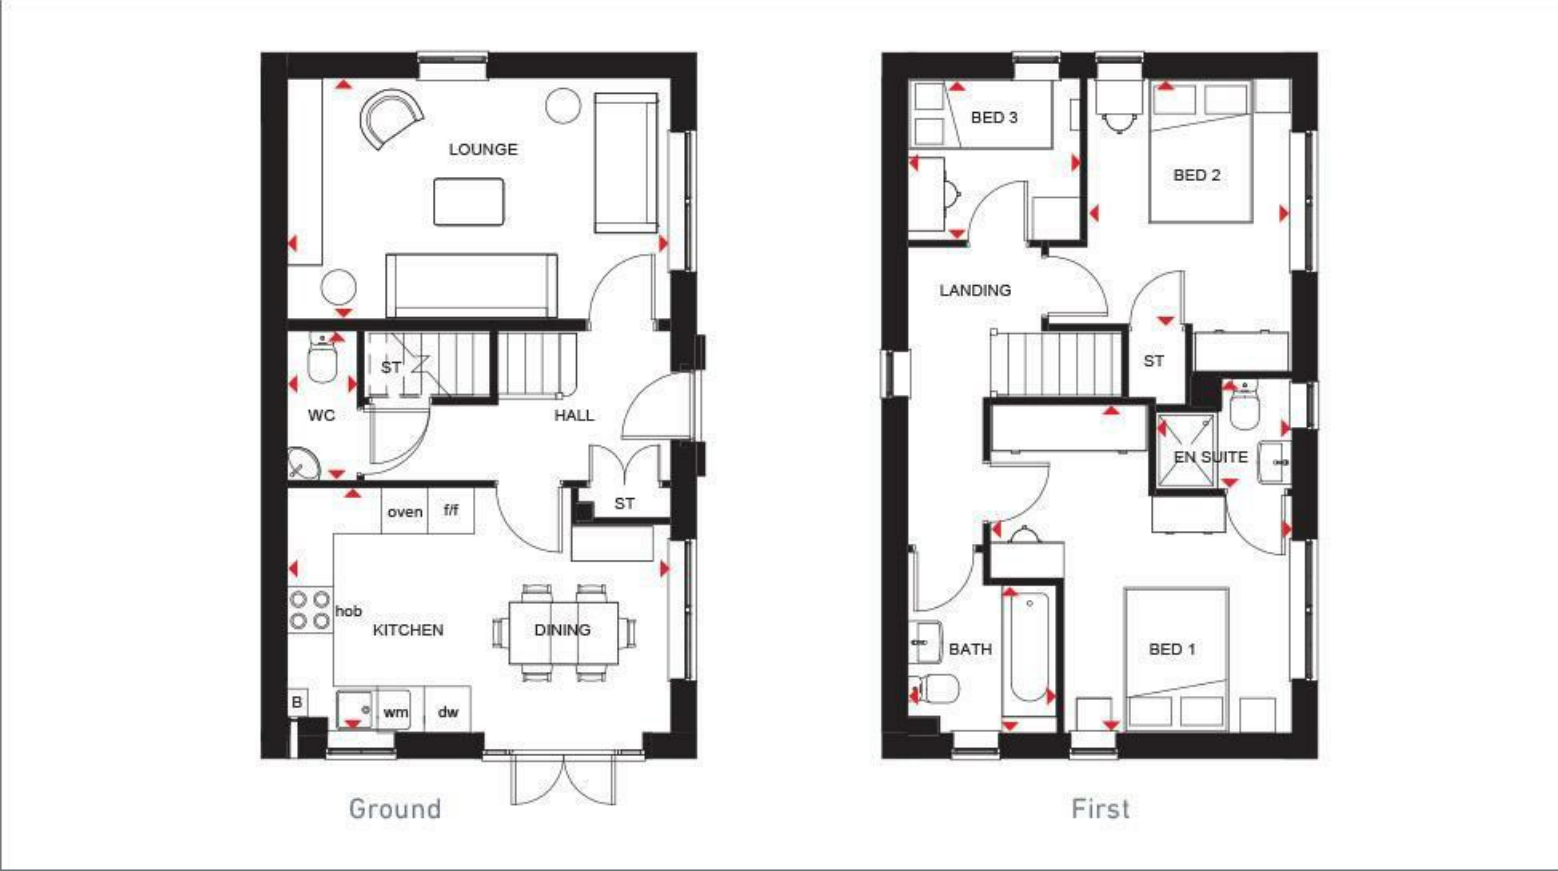 LOUNGE
ST
WC
HALL
ST
oven
f/f
hob
KITCHEN
DINING
B
wm
dw
Ground
BED 3
BED 2
LANDING
ST
EN SUITE
BATH
BED 1
First